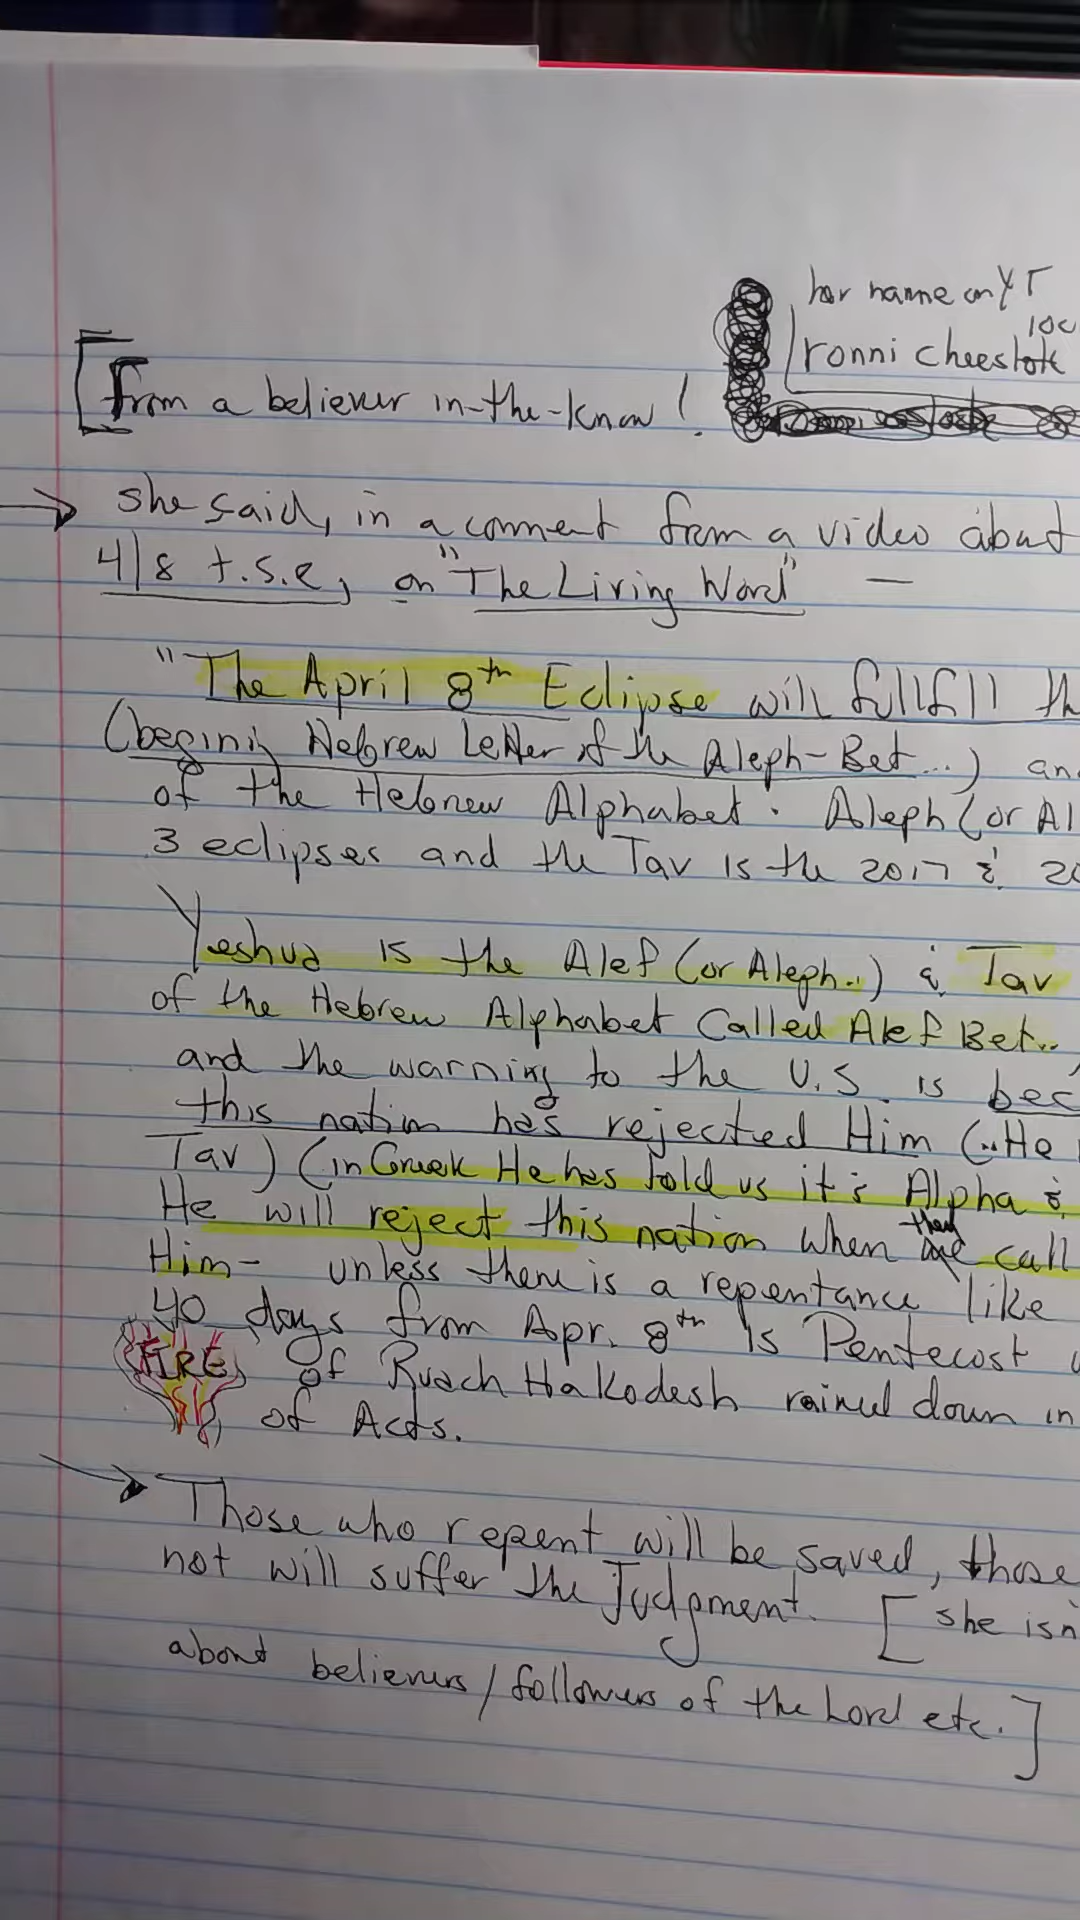 her name on YT
ronni cheeslotk
[From a believer in-the-know!
→ She said, in a comment from a video about
4/8 t.s.e, on "The Living Word" —
"The April 8th Eclipse will fullfill th
(begining Hebrew Letter of the Aleph-Bet...) an
of the Hebrew Alphabet. Aleph (or Al
3 eclipses and the Tav is the 2017 & 20
Yeshua is the Alef (or Aleph..) & Tav
of the Hebrew Alphabet Called Alef Bet..
and the warning to the U.S. is bec
this nation has rejected Him (..He
Tav) (in Greek He has told us it's Alpha &
He will reject this nation when they call
Him- unless there is a repentance like
40 days from Apr. 8th is Pentecost
FIRE of Ruach HaKodesh rained down in
of Acts.
→ Those who repent will be saved, those
not will suffer the Judgment. [she isn
about believers/followers of the Lord etc.]